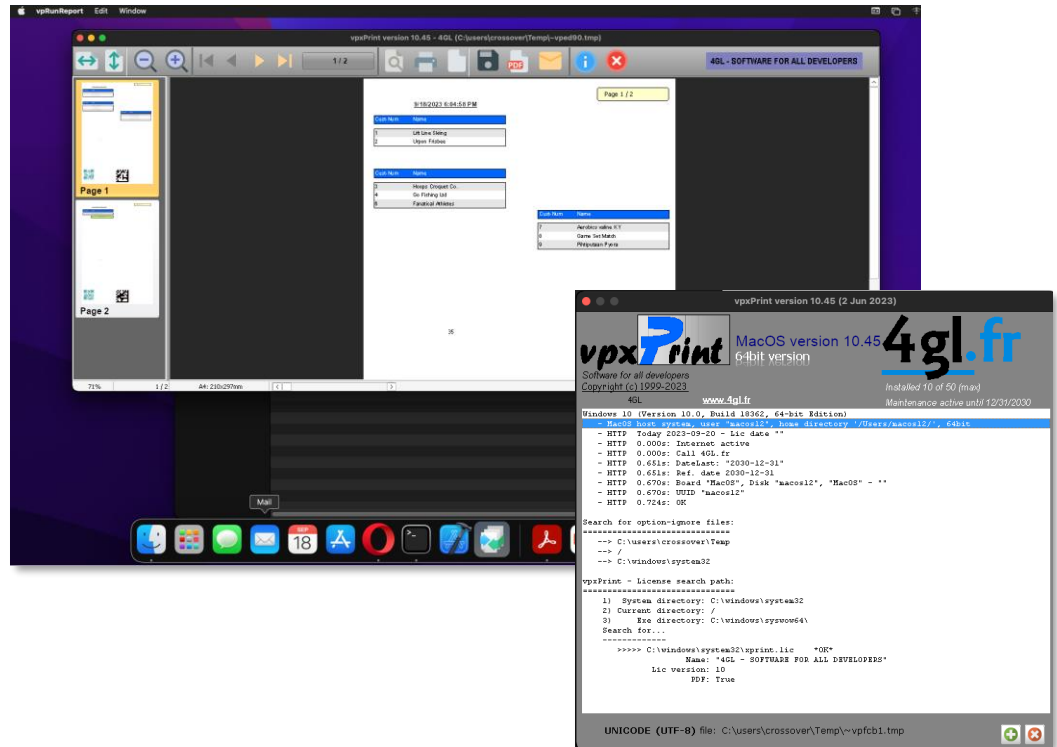 vpRunReport Edit Window
vpxPrint version 10.45 - 4GL (C:/users\crossover\Temp\~vped90.tmp)
1 / 2
PDF
4GL - SOFTWARE FOR ALL DEVELOPERS
Page 1
Page 2
Page 1 / 2
9/18/2023 6:04:58 PM
Cust Num Name
1 Lift Line Skiing
2 Urpon Frisbee
Cust Num Name
3 Hoops Croquet Co.
4 Go Fishing Ltd
Fanatical Athletes
Cust Num Name
7 Aerobics valine KY
8 Game Set Match
9 Pihtiputaan Pyora
35
71% 1 / 2 A4: 210x297mm
Mail
SEP
18
vpxPrint version 10.45 (2 Jun 2023)
vpxPrint
MacOS version 10.45
64bit version
4gl.fr
Software for all developers
Copyright (c) 1999-2023
4GL www.4gl.fr
Installed 10 of 50 (max)
Maintenance active until 12/31/2030
Windows 10 (Version 10.0, Build 18362, 64-bit Edition)
- MacOS host system, user "macos12", home directory '/Users/macos12/', 64bit
- HTTP Today 2023-09-20 - Lic date ""
- HTTP 0.000s: Internet active
- HTTP 0.000s: Call 4GL.fr
- HTTP 0.651s: DateLast: "2030-12-31"
- HTTP 0.651s: Ref. date 2030-12-31
- HTTP 0.670s: Board "MacOS", Disk "macos12", "MacOS" - ""
- HTTP 0.670s: UUID "macos12"
- HTTP 0.724s: OK
Search for option-ignore files:
===============================
--> C:\users\crossover\Temp
--> /
--> C:\windows\system32
vpxPrint - License search path:
===============================
1) System directory: C:\windows\system32
2) Current directory: /
3) Exe directory: C:\windows\syswow64\
Search for...
-------------
>>>>> C:\windows\system32\xprint.lic *OK*
Name: "4GL - SOFTWARE FOR ALL DEVELOPERS"
Lic version: 10
PDF: True
UNICODE (UTF-8) file: C:\users\crossover\Temp\~vpfcb1.tmp